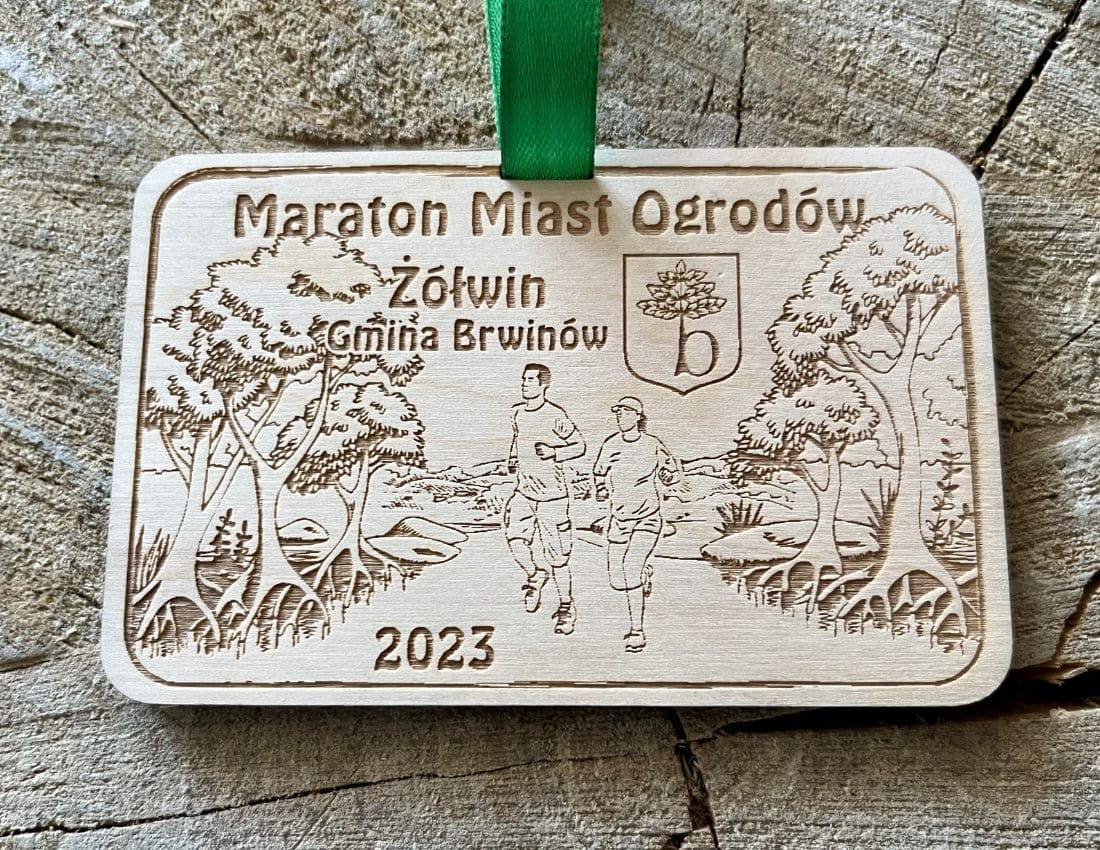 Maraton Miast Ogrodów
Żółwin
Gmina Brwinów
b
2023